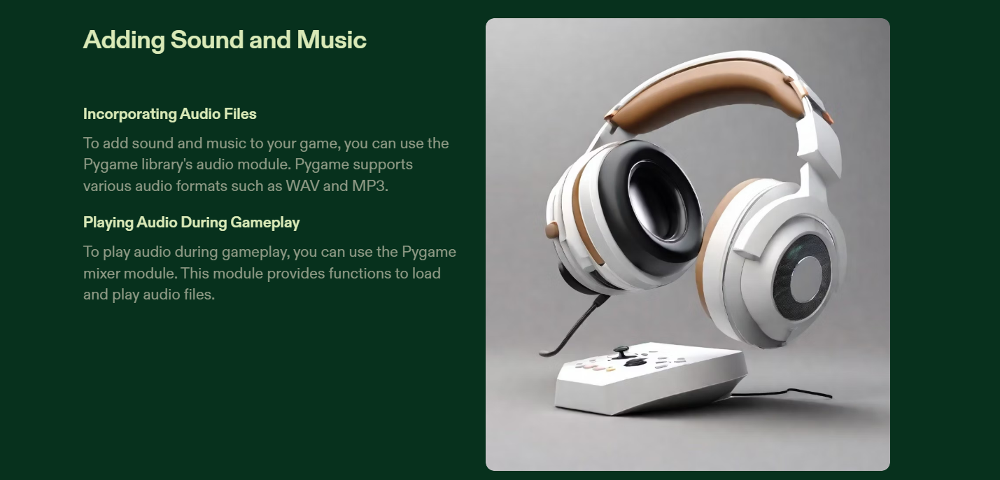 Adding Sound and Music
Incorporating Audio Files
To add sound and music to your game, you can use the
Pygame library's audio module. Pygame supports
various audio formats such as WAV and MP3.
Playing Audio During Gameplay
To play audio during gameplay, you can use the Pygame
mixer module. This module provides functions to load
and play audio files.